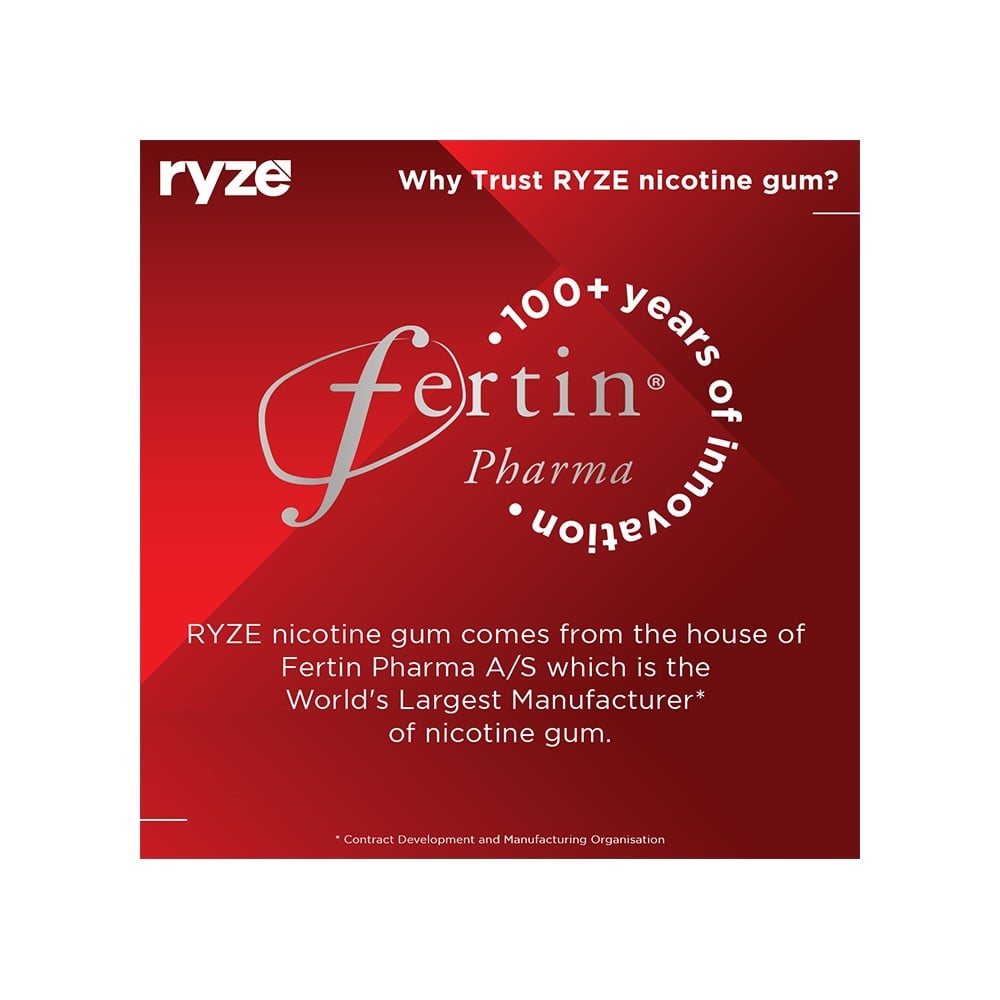 ryze
Why Trust RYZE nicotine gum?
• 100+ years of innovation •
fertin®
Pharma
RYZE nicotine gum comes from the house of
Fertin Pharma A/S which is the
World's Largest Manufacturer*
of nicotine gum.
* Contract Development and Manufacturing Organisation